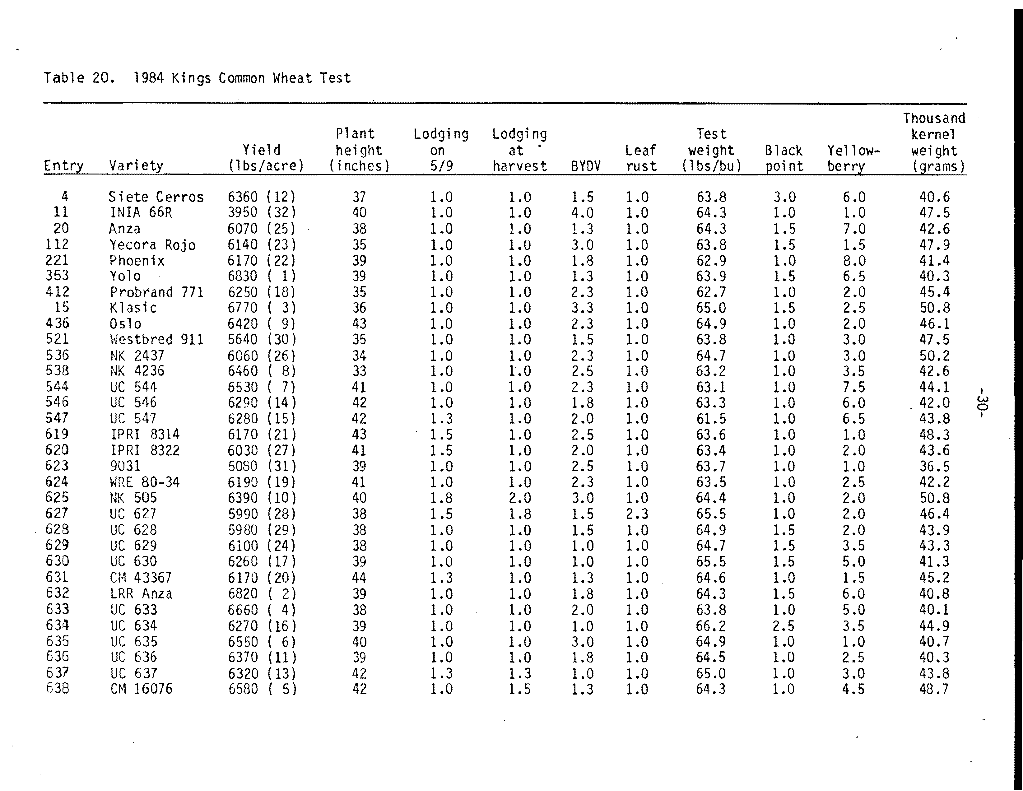 Table 20. 1984 Kings Common Wheat Test
Thousand
Plant Lodging Lodging Test kernel
Yield height on at Leaf weight Black Yellow- weight
Entry Variety (lbs/acre) (inches) 5/9 harvest BYDV rust (lbs/bu) point berry (grams)
4 Siete Cerros 6360 (12) 37 1.0 1.0 1.5 1.0 63.8 3.0 6.0 40.6
11 INIA 66R 3950 (32) 40 1.0 1.0 4.0 1.0 64.3 1.0 1.0 47.5
20 Anza 6070 (25) 38 1.0 1.0 1.3 1.0 64.3 1.5 7.0 42.6
112 Yecora Rojo 6140 (23) 35 1.0 1.0 3.0 1.0 63.8 1.5 1.5 47.9
221 Phoenix 6170 (22) 39 1.0 1.0 1.8 1.0 62.9 1.0 8.0 41.4
353 Yolo 6830 ( 1) 39 1.0 1.0 1.3 1.0 63.9 1.5 6.5 40.3
412 Probrand 771 6250 (18) 35 1.0 1.0 2.3 1.0 62.7 1.0 2.0 45.4
15 Klasic 6770 ( 3) 36 1.0 1.0 3.3 1.0 65.0 1.5 2.5 50.8
436 Oslo 6420 ( 9) 43 1.0 1.0 2.3 1.0 64.9 1.0 2.0 46.1
521 Westbred 911 5640 (30) 35 1.0 1.0 1.5 1.0 63.8 1.0 3.0 47.5
536 NK 2437 6060 (26) 34 1.0 1.0 2.3 1.0 64.7 1.0 3.0 50.2
538 NK 4236 6460 ( 8) 33 1.0 1.0 2.5 1.0 63.2 1.0 3.5 42.6
544 UC 544 6530 ( 7) 41 1.0 1.0 2.3 1.0 63.1 1.0 7.5 44.1
546 UC 546 6290 (14) 42 1.0 1.0 1.8 1.0 63.3 1.0 6.0 42.0
547 UC 547 6280 (15) 42 1.3 1.0 2.0 1.0 61.5 1.0 6.5 43.8
619 IPRI 8314 6170 (21) 43 1.5 1.0 2.5 1.0 63.6 1.0 1.0 48.3
620 IPRI 8322 6030 (27) 41 1.5 1.0 2.0 1.0 63.4 1.0 2.0 43.6
623 9031 5080 (31) 39 1.0 1.0 2.5 1.0 63.7 1.0 1.0 36.5
624 WRE 80-34 6190 (19) 41 1.0 1.0 2.3 1.0 63.5 1.0 2.5 42.2
625 NK 505 6390 (10) 40 1.8 2.0 3.0 1.0 64.4 1.0 2.0 50.8
627 UC 627 5990 (28) 38 1.5 1.8 1.5 2.3 65.5 1.0 2.0 46.4
628 UC 628 5980 (29) 38 1.0 1.0 1.5 1.0 64.9 1.5 2.0 43.9
629 UC 629 6100 (24) 38 1.0 1.0 1.0 1.0 64.7 1.5 3.5 43.3
630 UC 630 6260 (17) 39 1.0 1.0 1.0 1.0 65.5 1.5 5.0 41.3
631 CM 43367 6170 (20) 44 1.3 1.0 1.3 1.0 64.6 1.0 1.5 45.2
632 LRR Anza 6820 ( 2) 39 1.0 1.0 1.8 1.0 64.3 1.5 6.0 40.8
633 UC 633 6660 ( 4) 38 1.0 1.0 2.0 1.0 63.8 1.0 5.0 40.1
634 UC 634 6270 (16) 39 1.0 1.0 1.0 1.0 66.2 2.5 3.5 44.9
635 UC 635 6550 ( 6) 40 1.0 1.0 3.0 1.0 64.9 1.0 1.0 40.7
636 UC 636 6370 (11) 39 1.0 1.0 1.8 1.0 64.5 1.0 2.5 40.3
637 UC 637 6320 (13) 42 1.3 1.3 1.0 1.0 65.0 1.0 3.0 43.8
638 CM 16076 6580 ( 5) 42 1.0 1.5 1.3 1.0 64.3 1.0 4.5 48.7
-30-